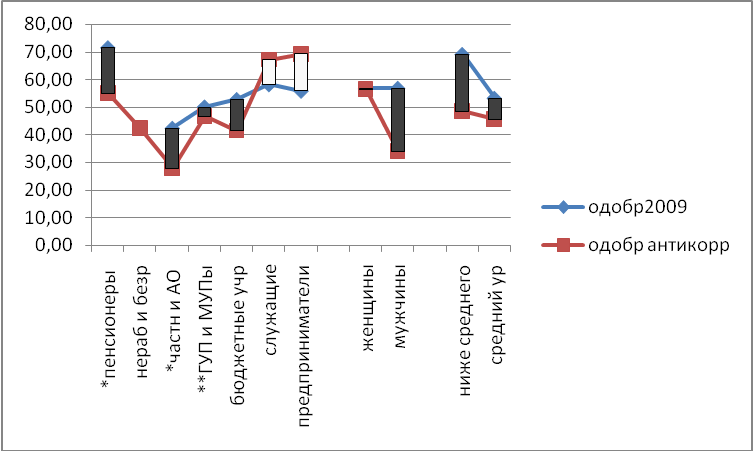 80,00
70,00
60,00
50,00
40,00
30,00
20,00
10,00
0,00
*пенсионеры
нераб и безр
*частн и АО
**ГУП и МУПы
бюджетные учр
служащие
предприниматели
женщины
мужчины
ниже среднего
средний ур
одобр2009
одобр антикорр